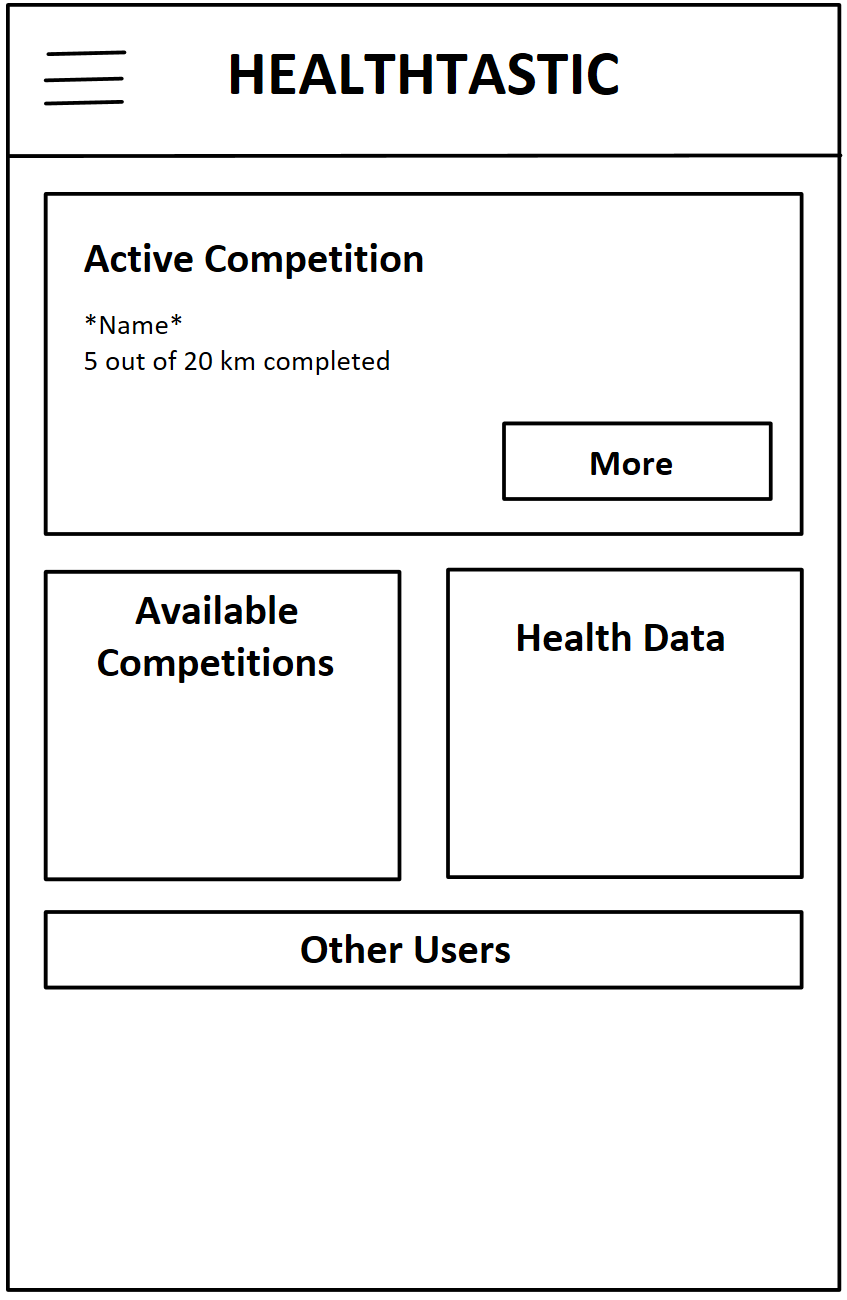 HEALTHTASTIC
Active Competition
*Name*
5 out of 20 km completed
More
Available
Competitions
Health Data
Other Users